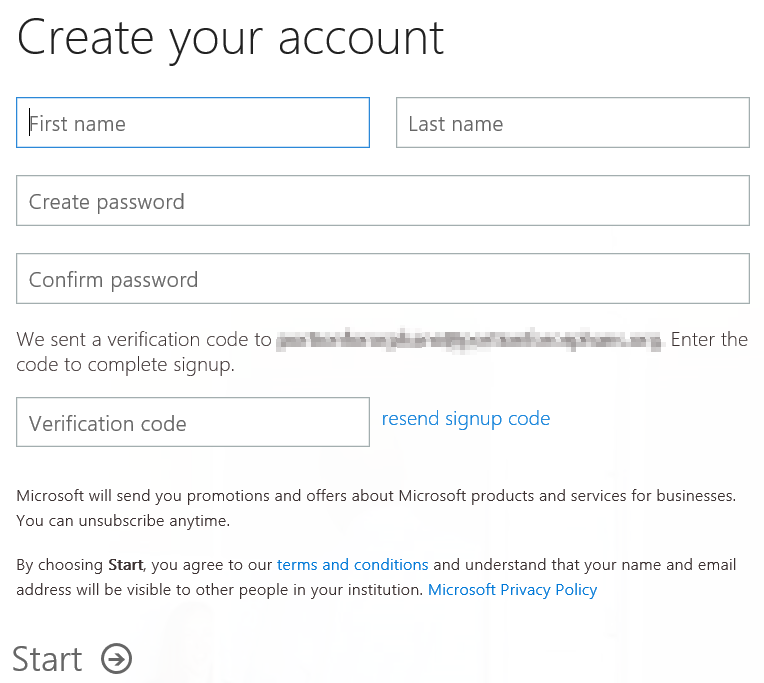 Create your account
First name Last name
Create password
Confirm password
We sent a verification code to . Enter the
code to complete signup.
Verification code resend signup code
Microsoft will send you promotions and offers about Microsoft products and services for businesses.
You can unsubscribe anytime.
By choosing Start, you agree to our terms and conditions and understand that your name and email
address will be visible to other people in your institution. Microsoft Privacy Policy
Start